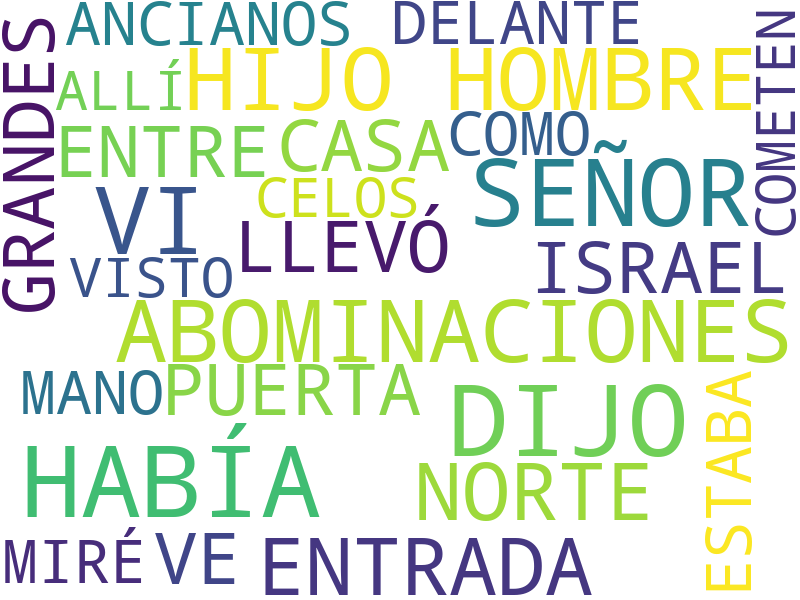 ANCIANOS
DELANTE
GRANDES
ALLÍ
HIJO
HOMBRE
COMETEN
ENTRE
CASA
COMO
SEÑOR
CELOS
VI
LLEVÓ
VISTO
ISRAEL
ABOMINACIONES
MANO
PUERTA
DIJO
ESTABA
HABÍA
NORTE
MIRÉ
VE
ENTRADA